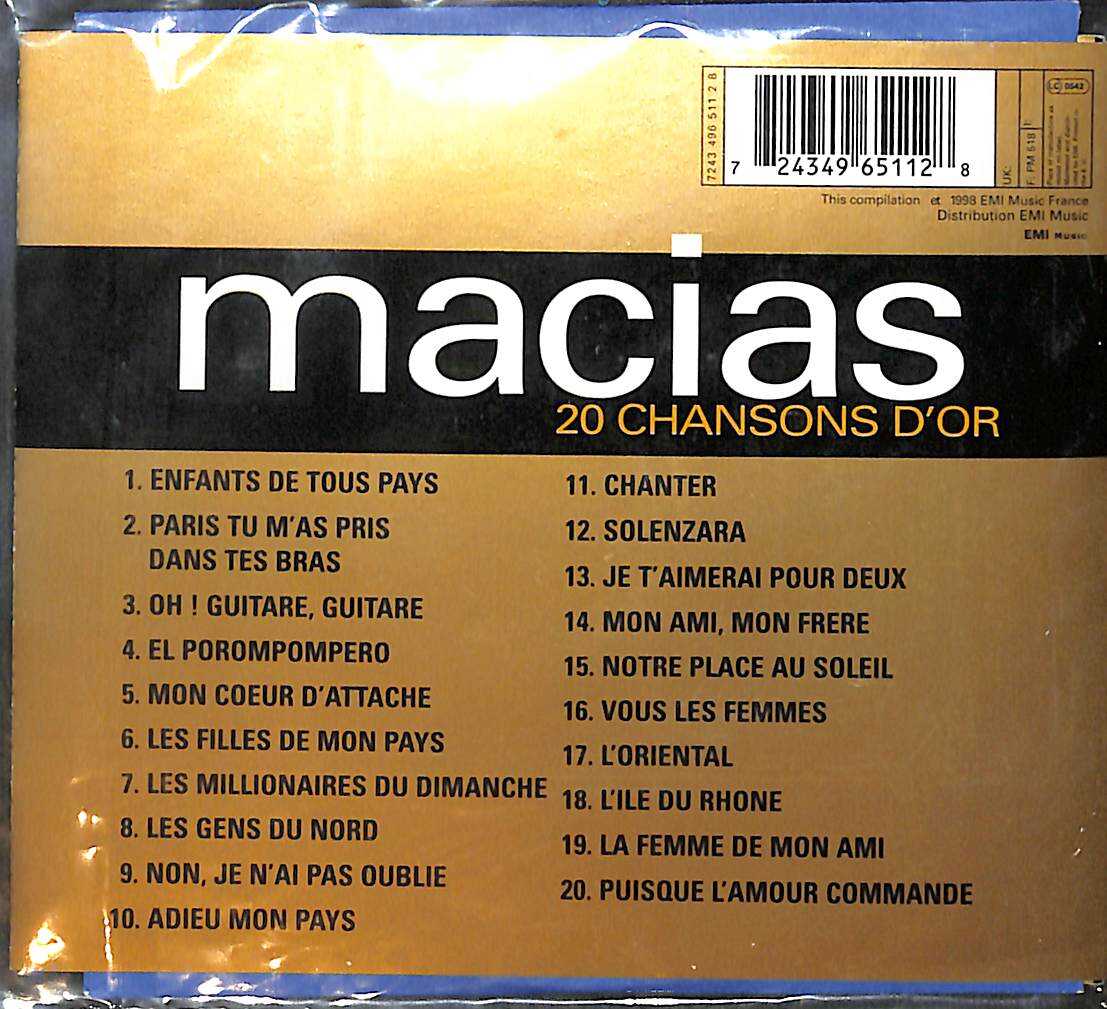 7243 496 511 2 8
7 24349 65112 8
UK:
F: PM 518
LC 0542
This compilation et 1998 EMI Music France
Distribution EMI Music
EMI MUSIC
macias
20 CHANSONS D'OR
1. ENFANTS DE TOUS PAYS
2. PARIS TU M'AS PRIS
DANS TES BRAS
3. OH ! GUITARE, GUITARE
4. EL POROMPOMPERO
5. MON COEUR D'ATTACHE
6. LES FILLES DE MON PAYS
7. LES MILLIONAIRES DU DIMANCHE
8. LES GENS DU NORD
9. NON, JE N'AI PAS OUBLIE
10. ADIEU MON PAYS
11. CHANTER
12. SOLENZARA
13. JE T'AIMERAI POUR DEUX
14. MON AMI, MON FRERE
15. NOTRE PLACE AU SOLEIL
16. VOUS LES FEMMES
17. L'ORIENTAL
18. L'ILE DU RHONE
19. LA FEMME DE MON AMI
20. PUISQUE L'AMOUR COMMANDE